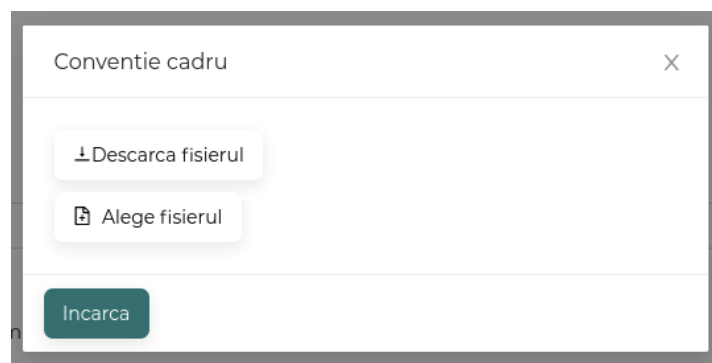 Conventie cadru
Descarca fisierul
Alege fisierul
Incarca